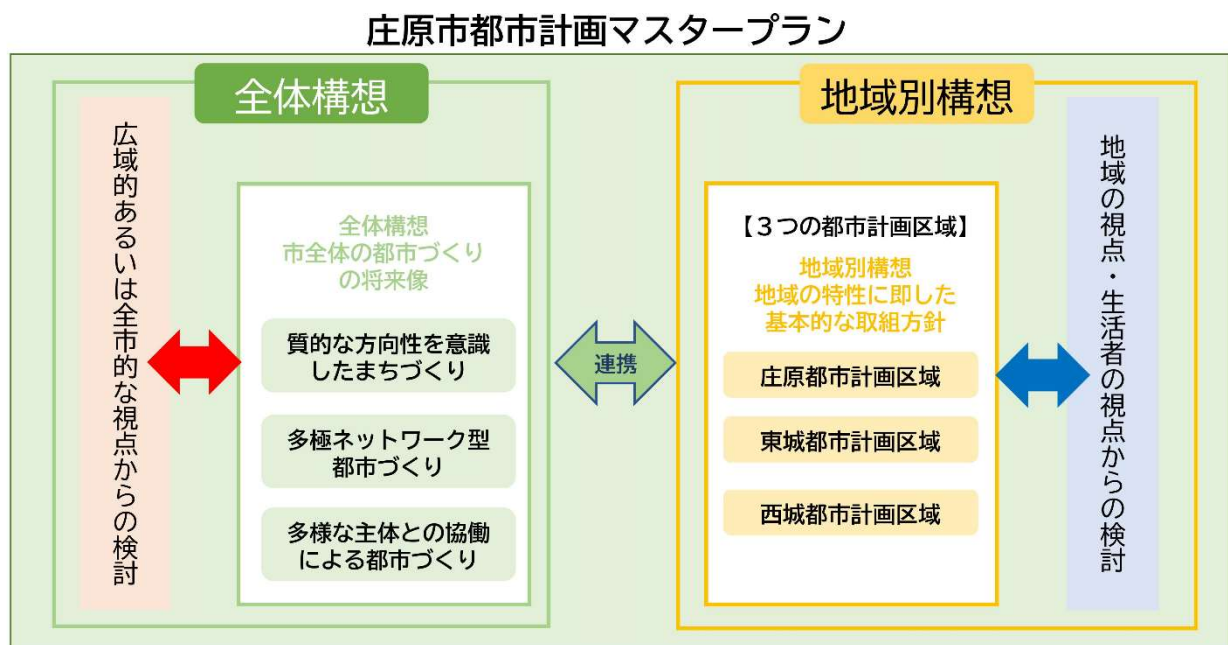 庄原市都市計画マスタープラン
全体構想
広域的あるいは全市的な視点からの検討
全体構想
市全体の都市づくり
の将来像
質的な方向性を意識
したまちづくり
多極ネットワーク型
都市づくり
多様な主体との協働
による都市づくり
連携
地域別構想
【３つの都市計画区域】
地域別構想
地域の特性に即した
基本的な取組方針
庄原都市計画区域
東城都市計画区域
西城都市計画区域
地域の視点・生活者の視点からの検討